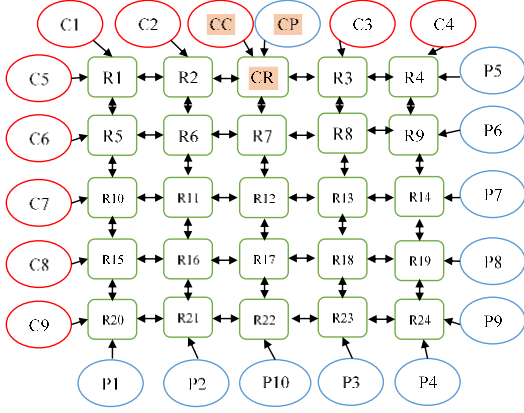 C1 C2 CC CP C3 C4
C5 R1 R2 CR R3 R4 P5
C6 R5 R6 R7 R8 R9 P6
C7 R10 R11 R12 R13 R14 P7
C8 R15 R16 R17 R18 R19 P8
C9 R20 R21 R22 R23 R24 P9
P1 P2 P10 P3 P4